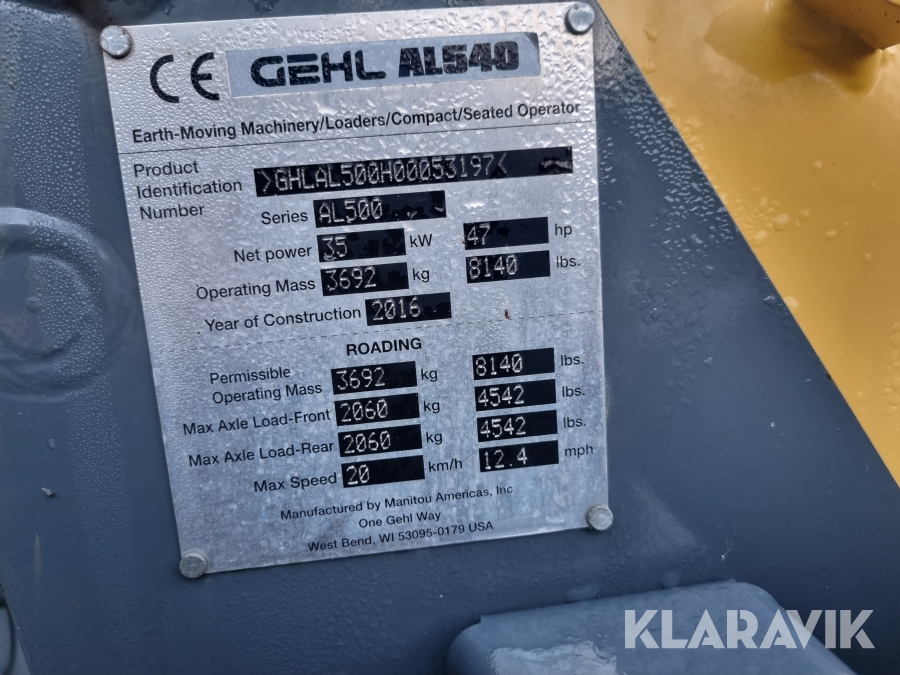 CE GEHL AL540
Earth-Moving Machinery/Loaders/Compact/Seated Operator
Product
Identification >GHLAL500H00053197<
Number
Series AL500
Net power 35 kW 47 hp
Operating Mass 3692 kg 8140 lbs.
Year of Construction 2016
ROADING
Permissible
Operating Mass 3692 kg 8140 lbs.
Max Axle Load-Front 2060 kg 4542 lbs.
Max Axle Load-Rear 2060 kg 4542 lbs.
Max Speed 20 km/h 12.4 mph
Manufactured by Manitou Americas, Inc
One Gehl Way
West Bend, WI 53095-0179 USA
KLARAVIK